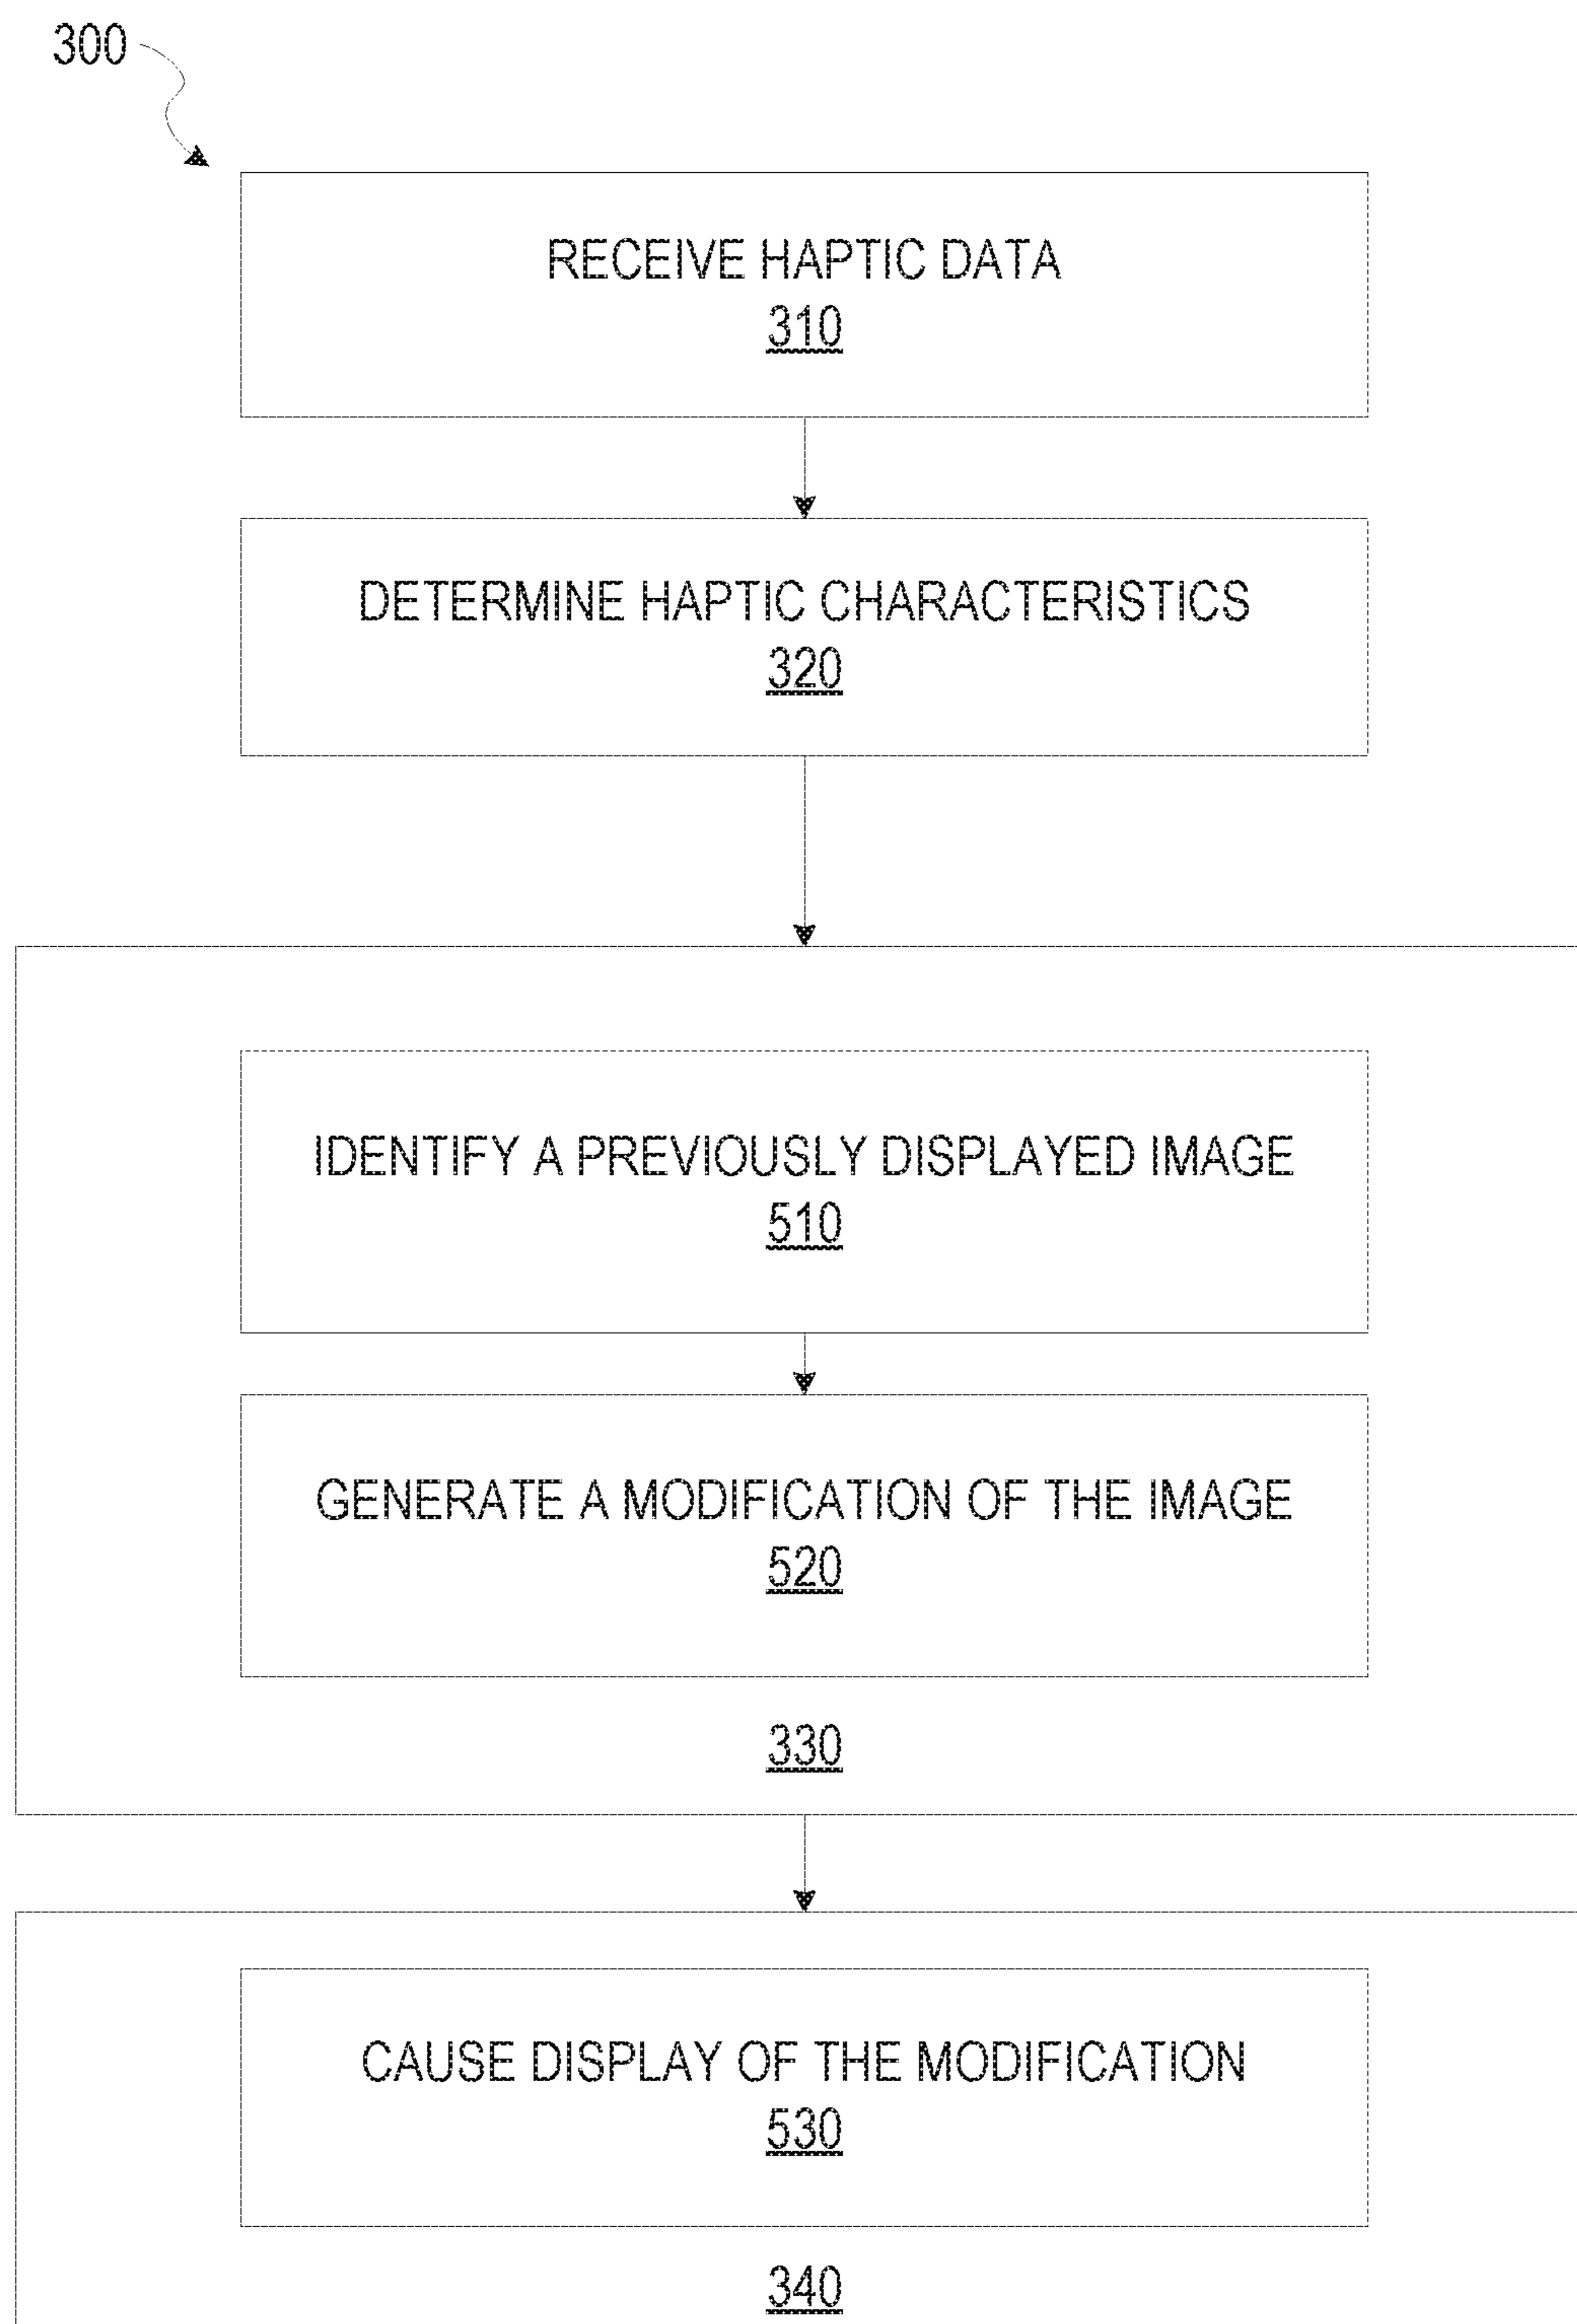 300
RECEIVE HAPTIC DATA
310
DETERMINE HAPTIC CHARACTERISTICS
320
IDENTIFY A PREVIOUSLY DISPLAYED IMAGE
510
GENERATE A MODIFICATION OF THE IMAGE
520
330
CAUSE DISPLAY OF THE MODIFICATION
530
340